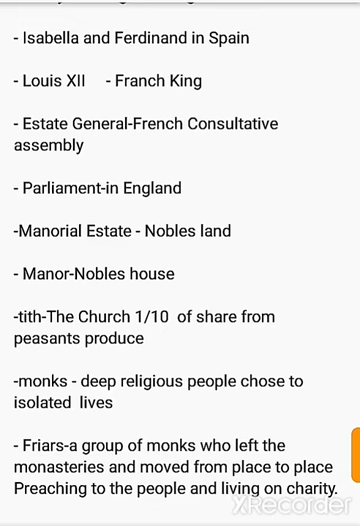 - Isabella and Ferdinand in Spain
- Louis XII - Franch King
- Estate General-French Consultative
assembly
- Parliament-in England
-Manorial Estate - Nobles land
- Manor-Nobles house
-tith-The Church 1/10 of share from
peasants produce
-monks - deep religious people chose to
isolated lives
- Friars-a group of monks who left the
monasteries and moved from place to place
Preaching to the people and living on charity.
XRecorder